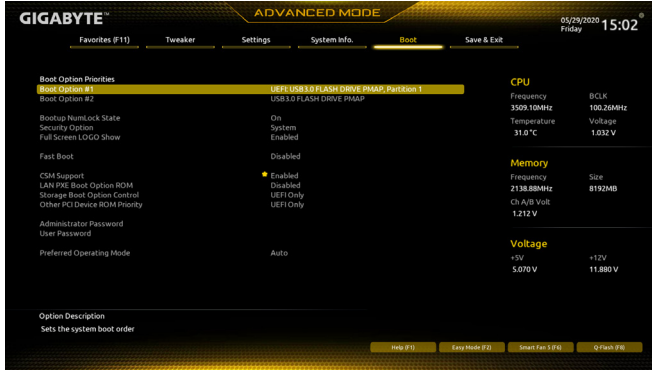 GIGABYTE™
ADVANCED MODE
05/29/2020 Friday 15:02
Favorites (F11) Tweaker Settings System Info. Boot Save & Exit
Boot Option Priorities
Boot Option #1 UEFI: USB3.0 FLASH DRIVE PMAP, Partition 1
Boot Option #2 USB3.0 FLASH DRIVE PMAP
Bootup NumLock State On
Security Option System
Full Screen LOGO Show Enabled
Fast Boot Disabled
CSM Support Enabled
LAN PXE Boot Option ROM Disabled
Storage Boot Option Control UEFI Only
Other PCI Device ROM Priority UEFI Only
Administrator Password
User Password
Preferred Operating Mode Auto
CPU
Frequency BCLK
3509.10MHz 100.26MHz
Temperature Voltage
31.0 °C 1.032 V
Memory
Frequency Size
2138.88MHz 8192MB
Ch A/B Volt
1.212 V
Voltage
+5V +12V
5.070 V 11.880 V
Option Description
Sets the system boot order
Help (F1) Easy Mode (F2) Smart Fan 5 (F6) Q-Flash (F8)